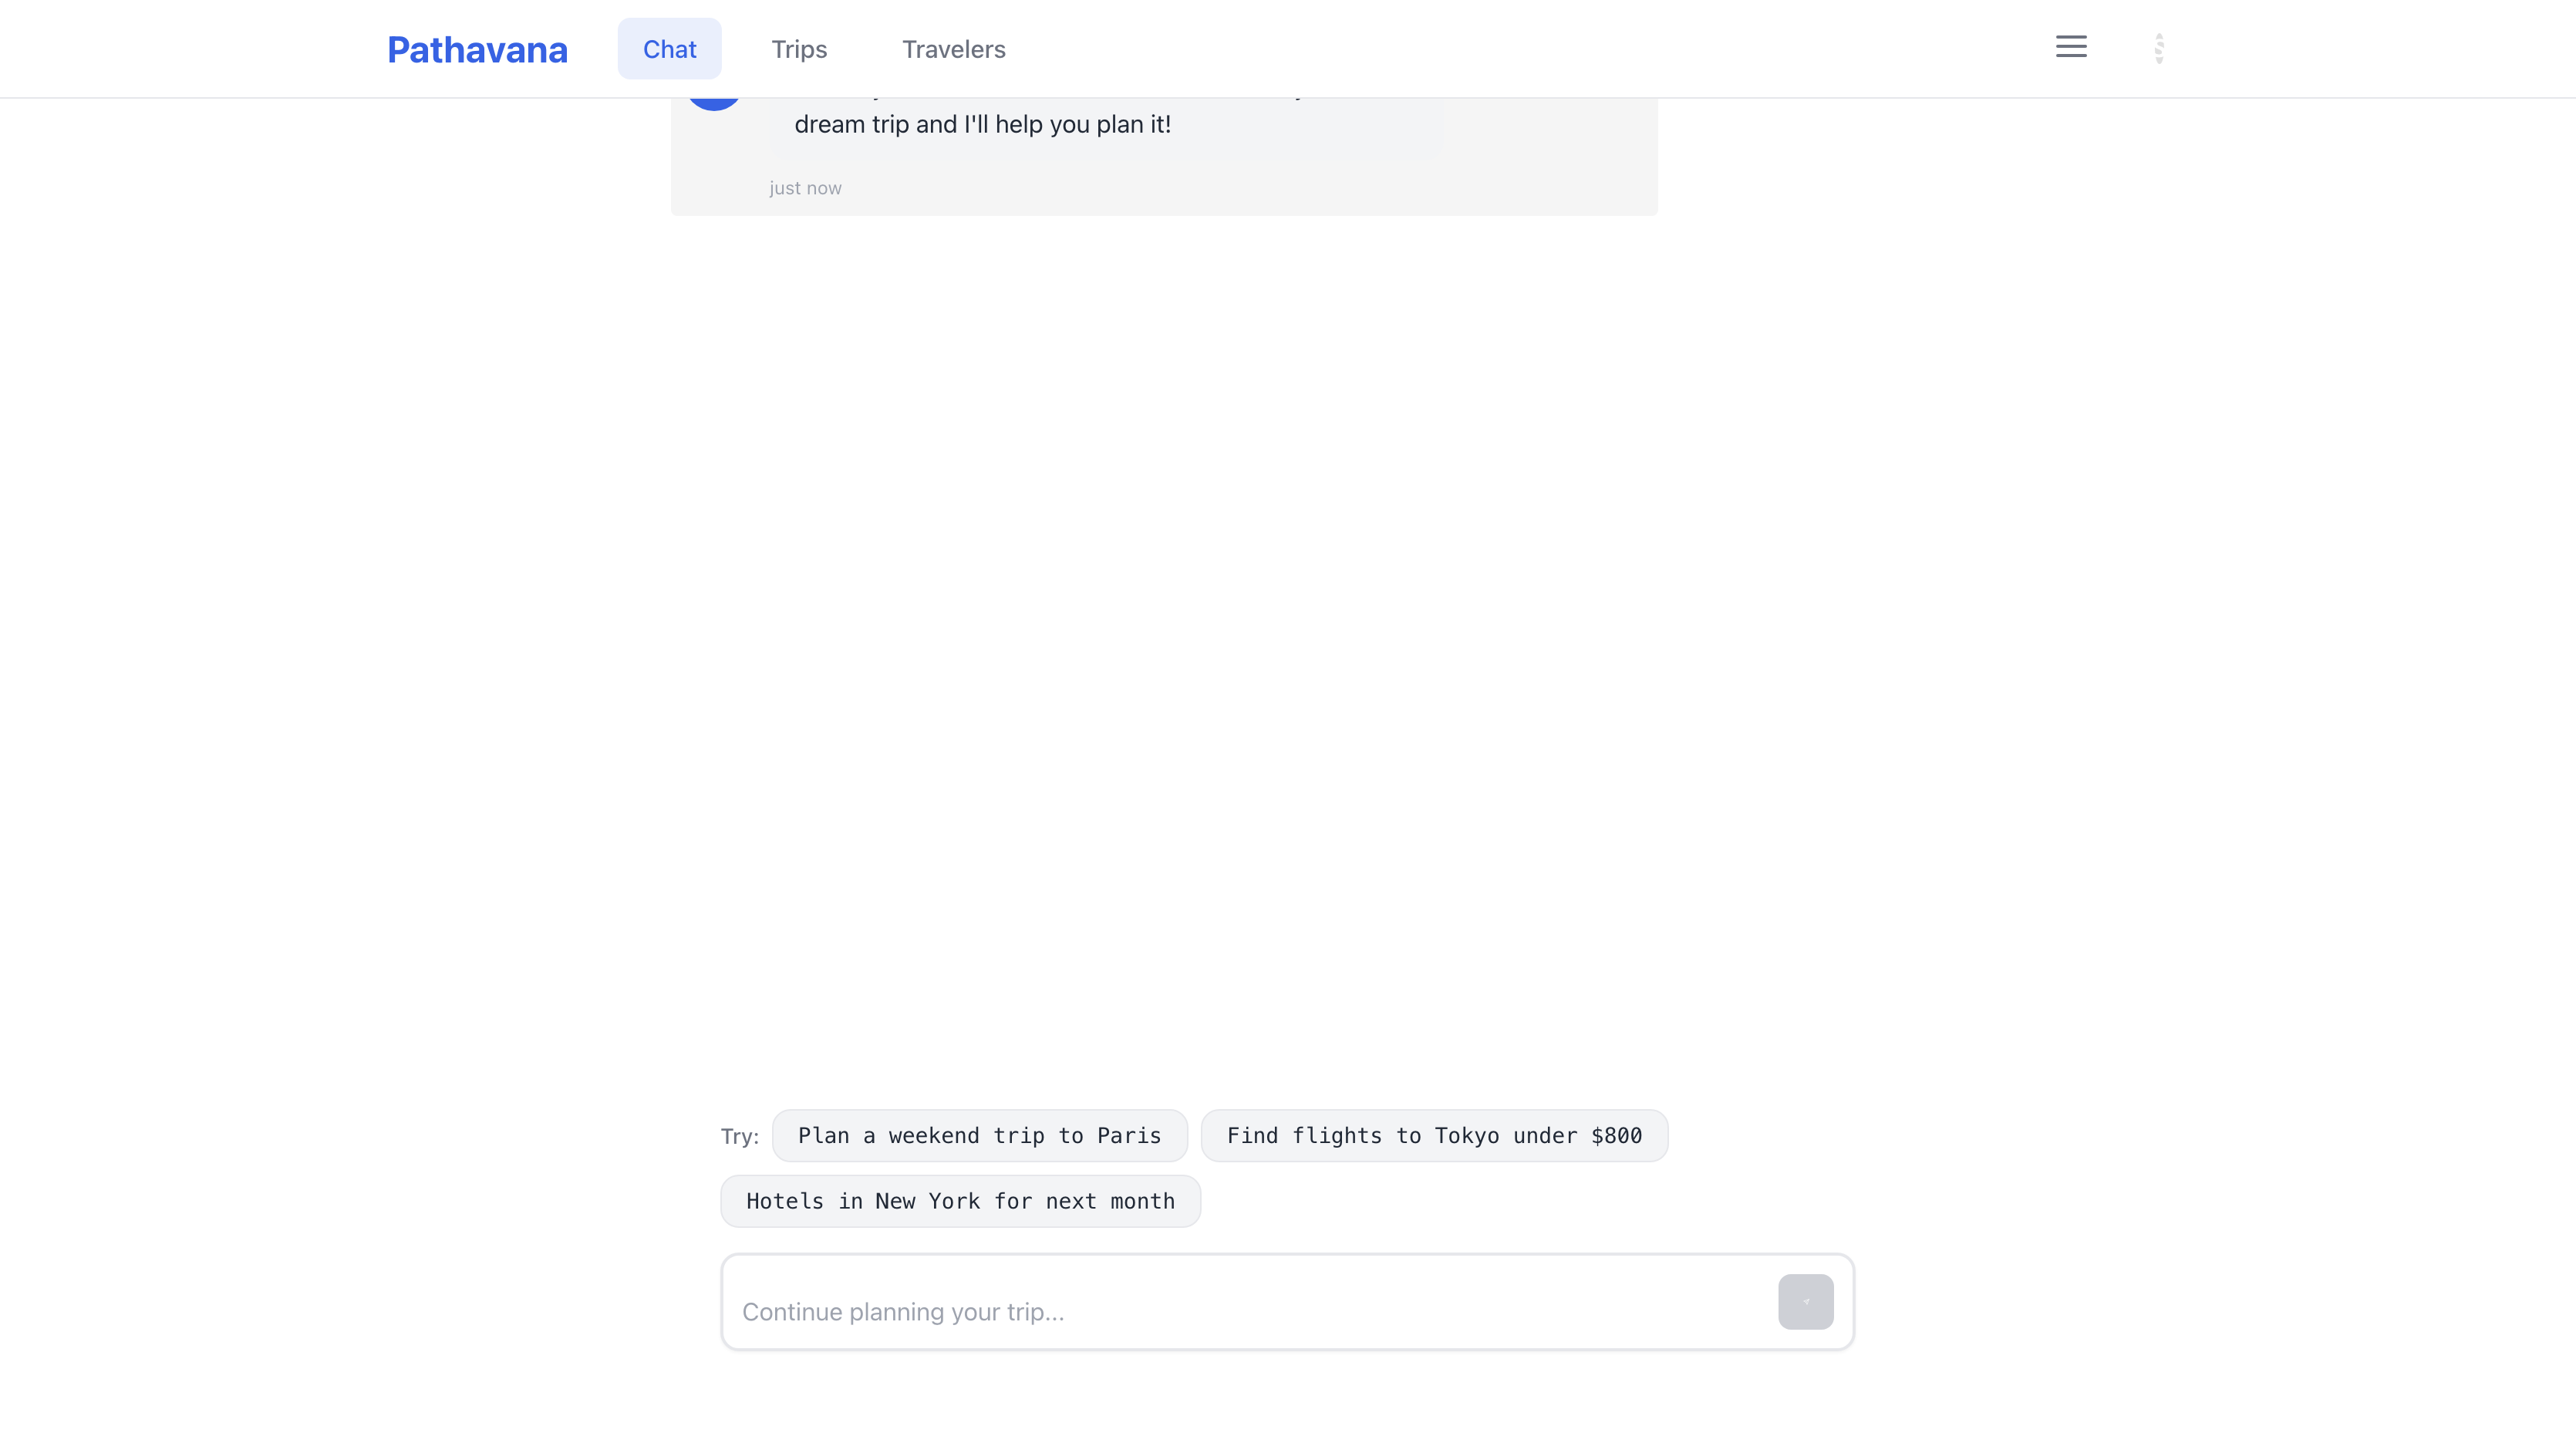 Pathavana Chat Trips Travelers
dream trip and I'll help you plan it!
just now
Try: Plan a weekend trip to Paris Find flights to Tokyo under $800
Hotels in New York for next month
Continue planning your trip...